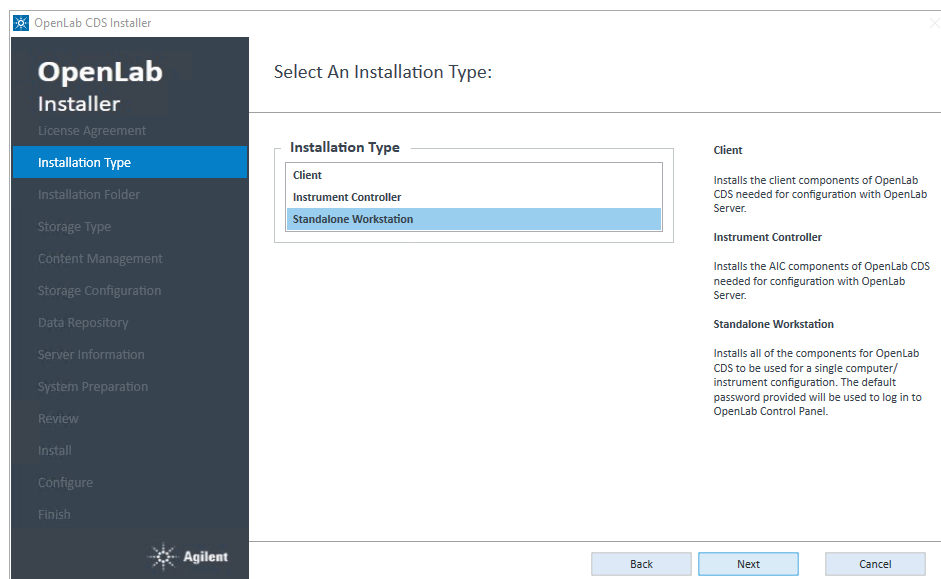 OpenLab CDS Installer
OpenLab
Installer
License Agreement
Installation Type
Installation Folder
Storage Type
Content Management
Storage Configuration
Data Repository
Server Information
System Preparation
Review
Install
Configure
Finish
Agilent
Select An Installation Type:
Installation Type
Client
Instrument Controller
Standalone Workstation
Client
Installs the client components of OpenLab
CDS needed for configuration with OpenLab
Server.
Instrument Controller
Installs the AIC components of OpenLab CDS
needed for configuration with OpenLab
Server.
Standalone Workstation
Installs all of the components for OpenLab
CDS to be used for a single computer/
instrument configuration. The default
password provided will be used to log in to
OpenLab Control Panel.
Back
Next
Cancel